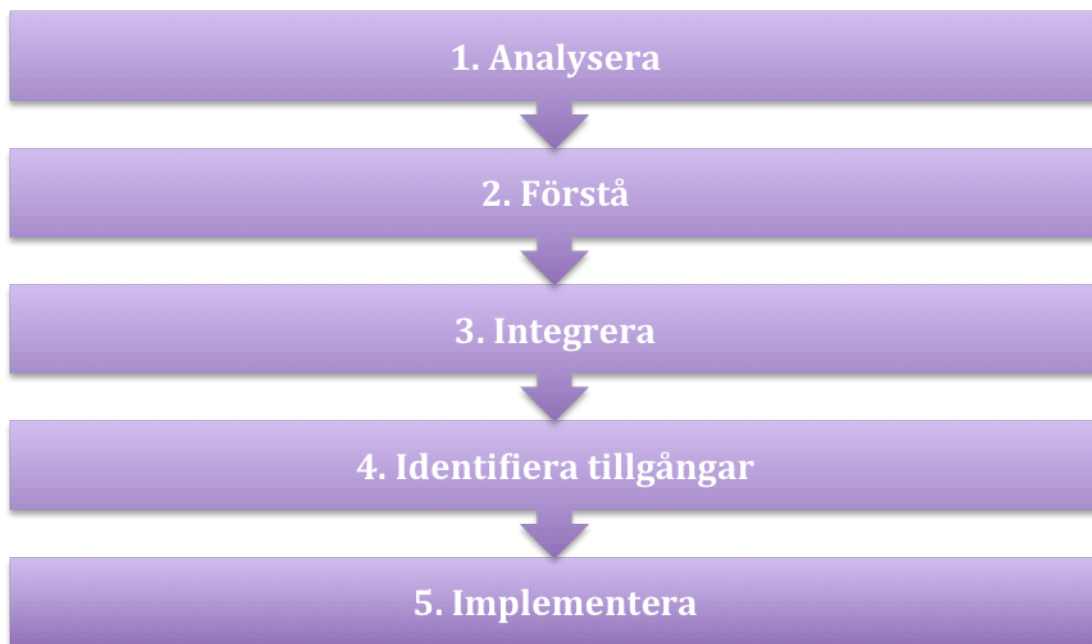 1. Analysera
2. Förstå
3. Integrera
4. Identifiera tillgångar
5. Implementera